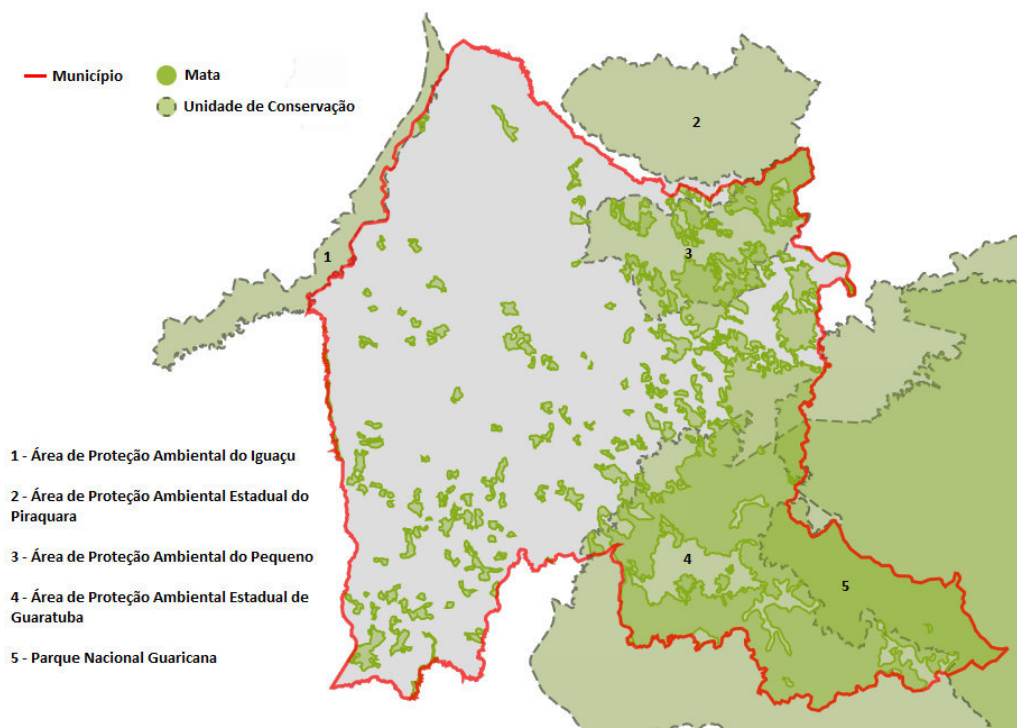 Município
Mata
Unidade de Conservação
2
1
3
1 - Área de Proteção Ambiental do Iguaçu
2 - Área de Proteção Ambiental Estadual do
Piraquara
3 - Área de Proteção Ambiental do Pequeno
4 - Área de Proteção Ambiental Estadual de
Guaratuba
5 - Parque Nacional Guaricana
4
5